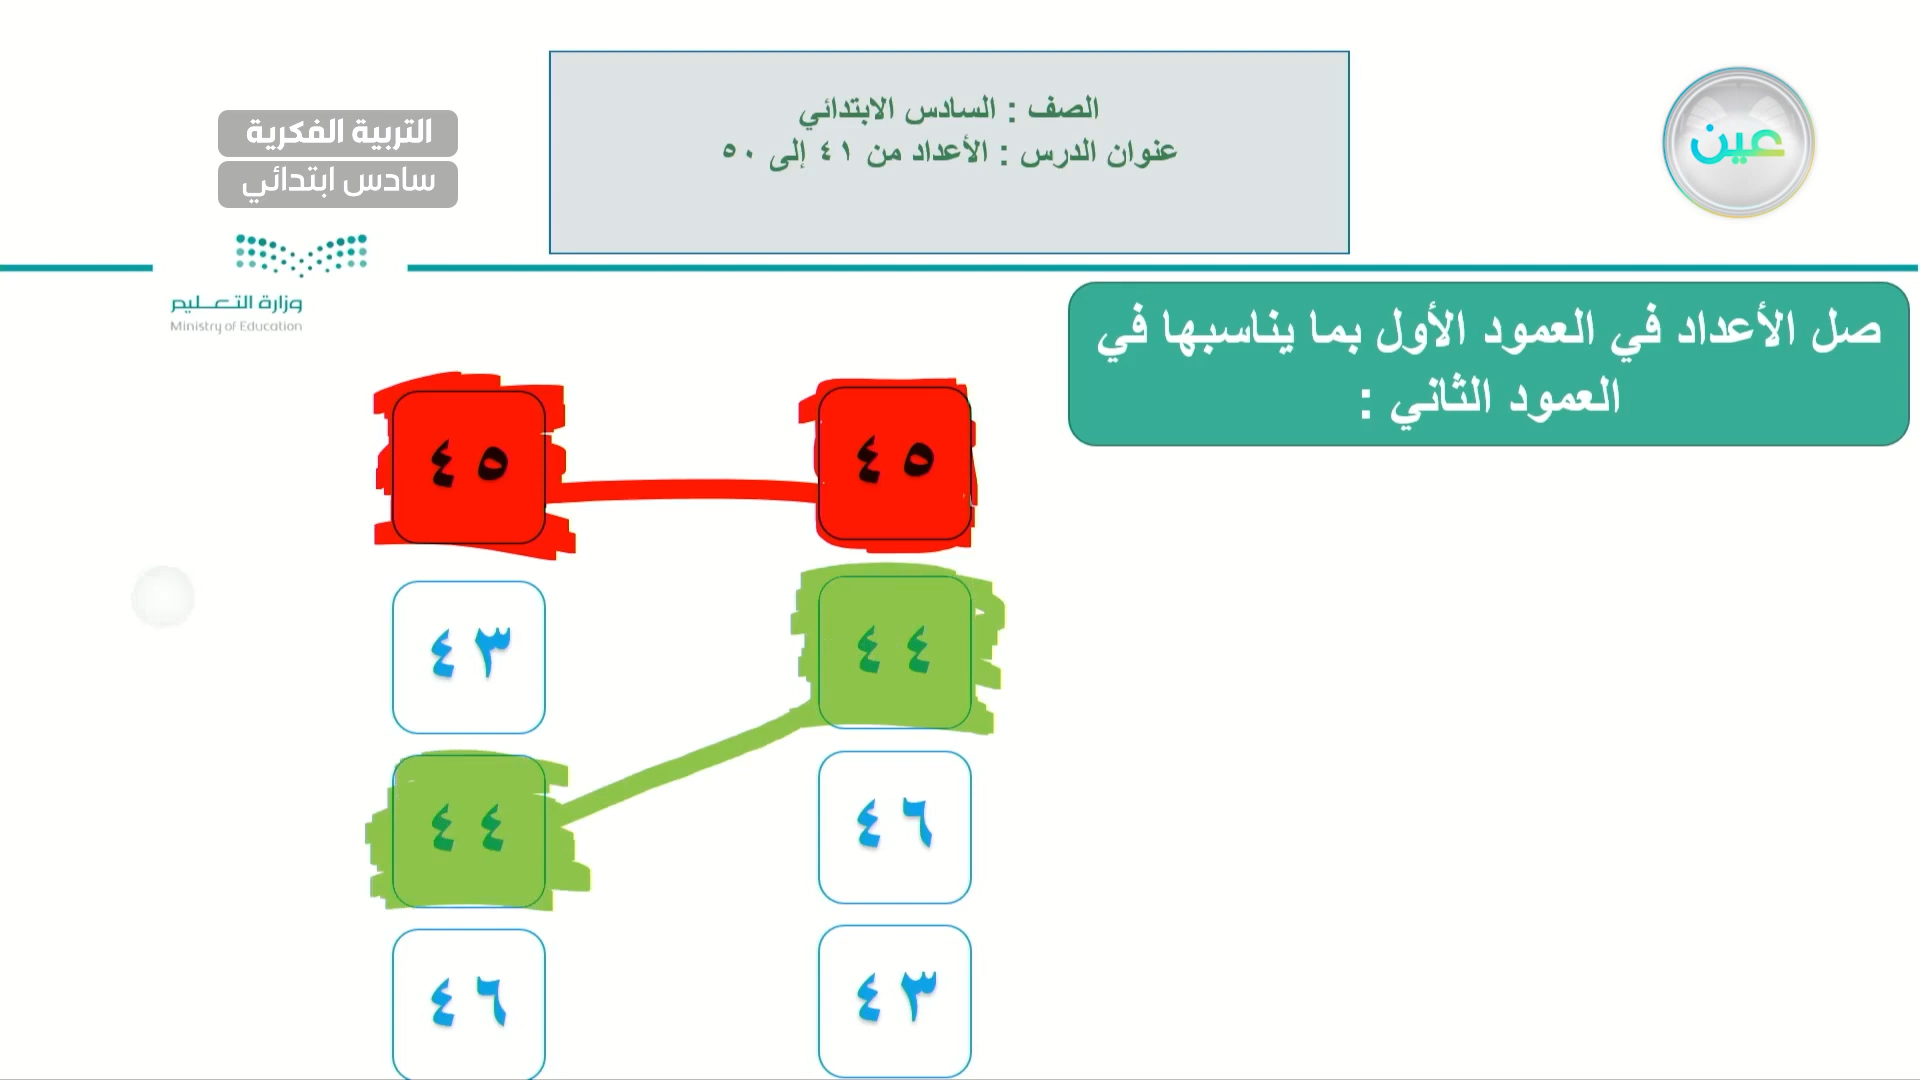 الصف : السادس الابتدائي
عنوان الدرس : الأعداد من ٤١ إلى ٥٠
عين
التربية الفكرية
سادس ابتدائي
وزارة التعليم
Ministry of Education
صل الأعداد في العمود الأول بما يناسبها في
العمود الثاني :
٤٥
٤٥
٤٤
٤٣
٤٦
٤٤
٤٣
٤٦